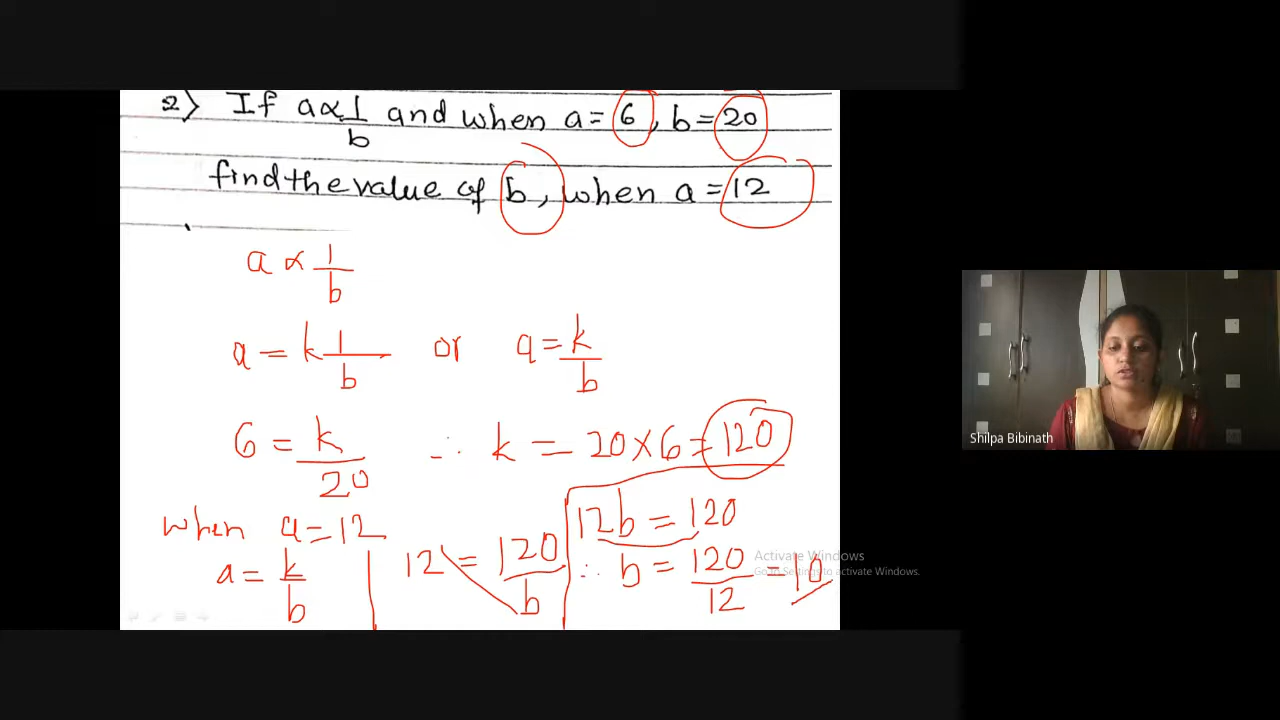 2) If a∝1/b and when a=6, b=20
find the value of b, when a=12
a ∝ 1/b
a = k 1/b or a = k/b
6 = k/20 ∴ k = 20×6=120
when a=12
a = k/b
12 = 120/b
12b = 120
∴ b = 120/12 = 10
Activate Windows
Go to Settings to activate Windows.
Shilpa Bibinath